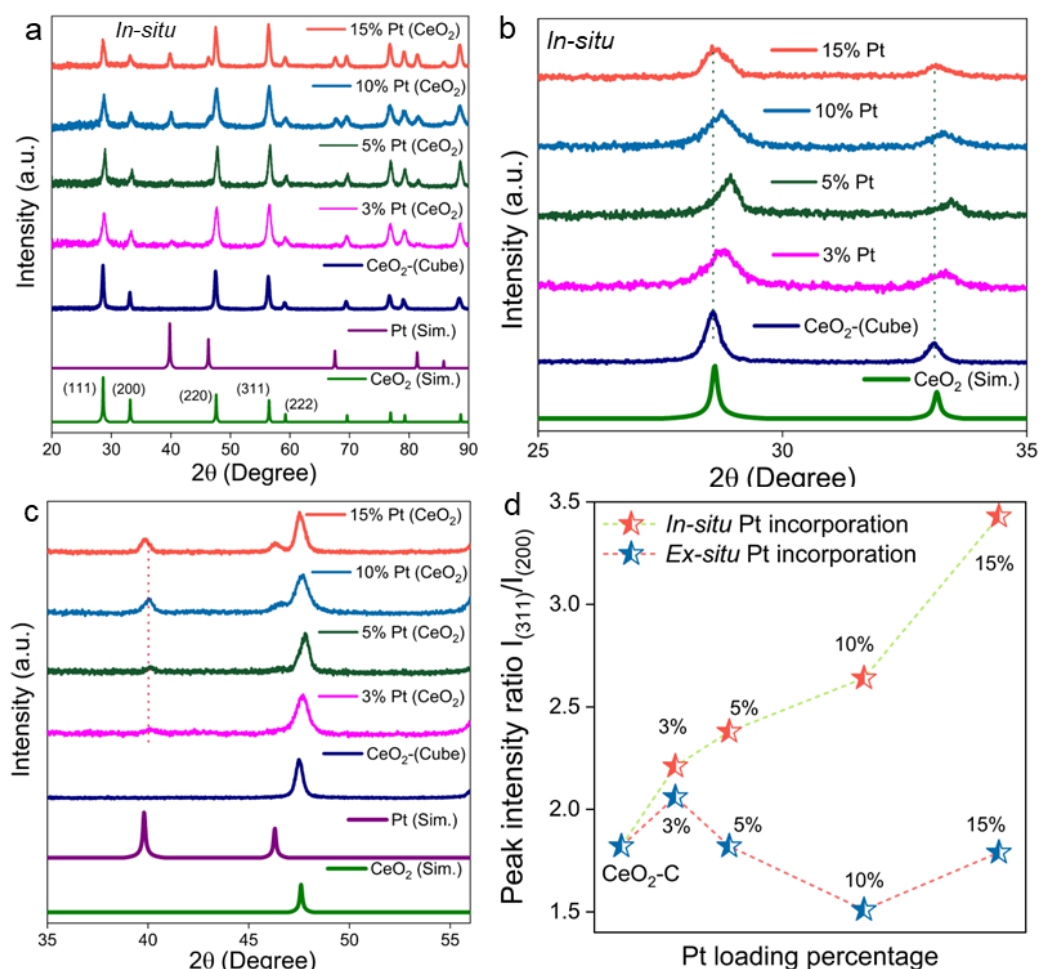 a
In-situ
15% Pt (CeO₂)
10% Pt (CeO₂)
5% Pt (CeO₂)
3% Pt (CeO₂)
CeO₂-(Cube)
Pt (Sim.)
CeO₂ (Sim.)
(111)
(200)
(220)
(311)
(222)
20 30 40 50 60 70 80 90
2θ (Degree)
Intensity (a.u.)
b
In-situ
15% Pt
10% Pt
5% Pt
3% Pt
CeO₂-(Cube)
CeO₂ (Sim.)
25 30 35
2θ (Degree)
Intensity (a.u.)
c
15% Pt (CeO₂)
10% Pt (CeO₂)
5% Pt (CeO₂)
3% Pt (CeO₂)
CeO₂-(Cube)
Pt (Sim.)
CeO₂ (Sim.)
35 40 45 50 55
2θ (Degree)
Intensity (a.u.)
d
In-situ Pt incorporation
Ex-situ Pt incorporation
3.5
3.0
2.5
2.0
1.5
15%
10%
5%
3%
3%
5%
15%
10%
CeO₂-C
Peak intensity ratio I₍₃₁₁₎/I₍₂₀₀₎
Pt loading percentage